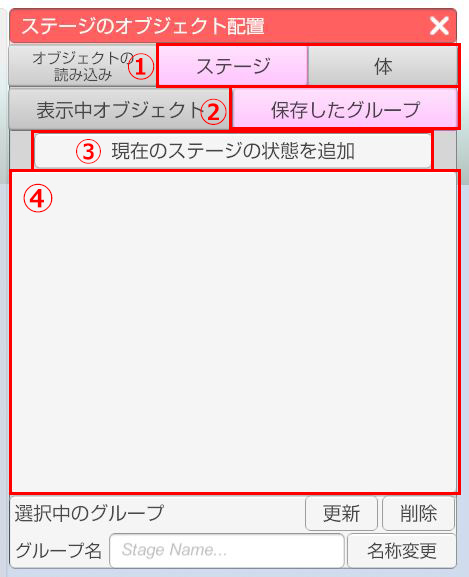 ステージのオブジェクト配置
オブジェクトの
読み込み
① ステージ 体
表示中オブジェクト ② 保存したグループ
③ 現在のステージの状態を追加
④
選択中のグループ 更新 削除
グループ名 Stage Name... 名称変更